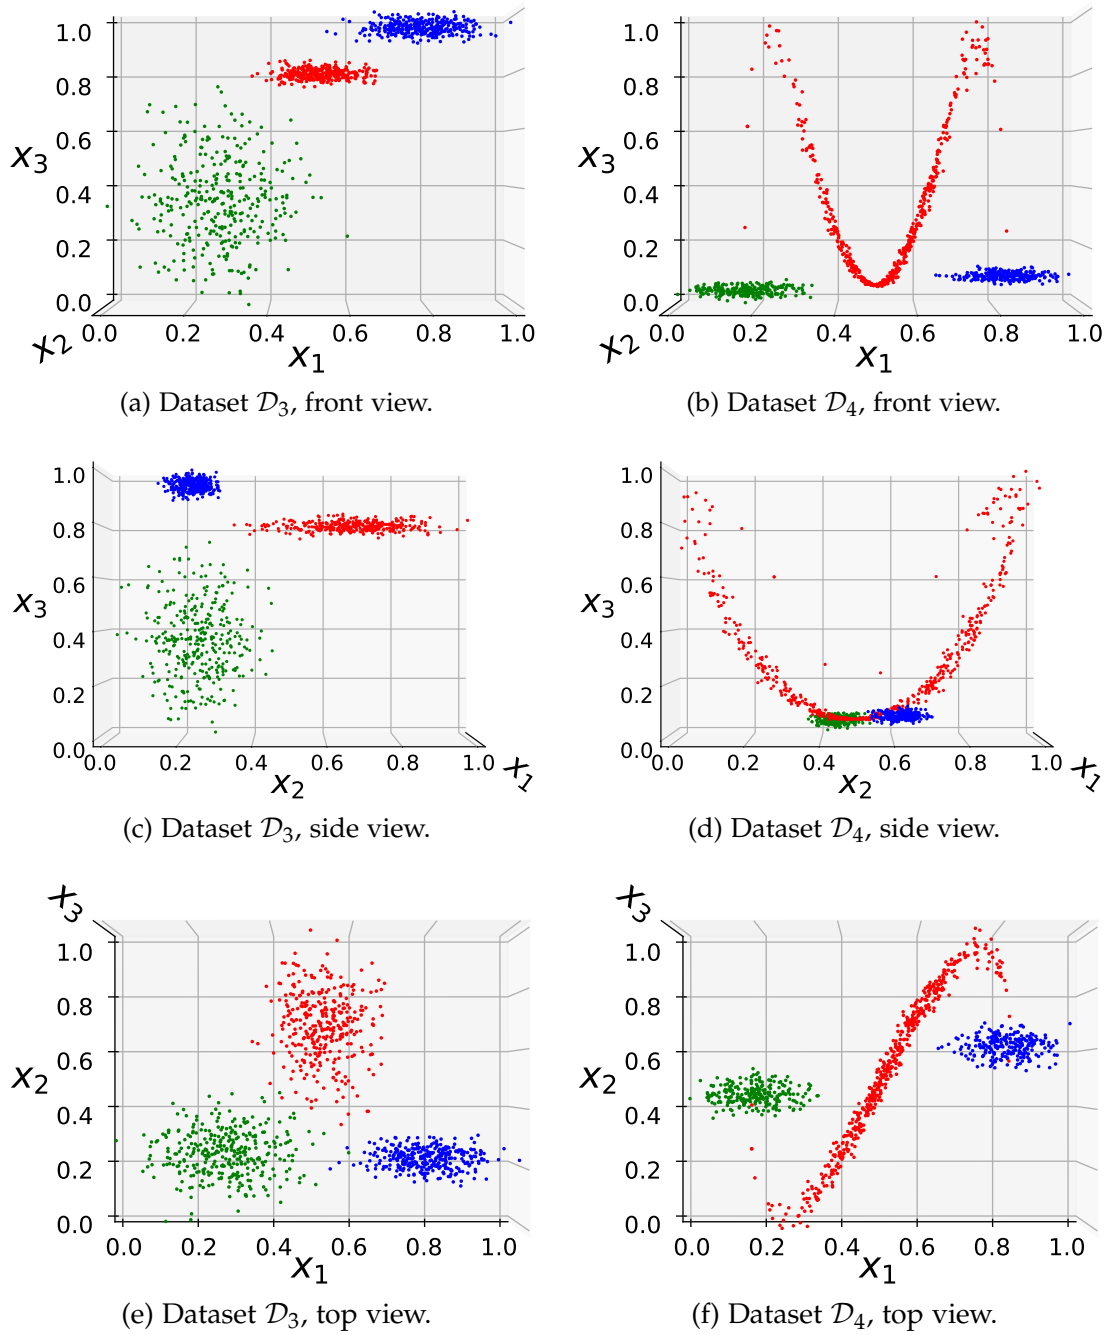 1.0
0.8
0.6
x3
0.4
0.2
0.0
x2
0.0 0.2 0.4 0.6 0.8 1.0
x1
(a) Dataset D3, front view.
1.0
0.8
0.6
x3
0.4
0.2
0.0
x2
0.0 0.2 0.4 0.6 0.8 1.0
x1
(b) Dataset D4, front view.
1.0
0.8
0.6
x3
0.4
0.2
0.0
0.0 0.2 0.4 0.6 0.8 1.0
x2
x1
(c) Dataset D3, side view.
1.0
0.8
0.6
x3
0.4
0.2
0.0
0.0 0.2 0.4 0.6 0.8 1.0
x2
x1
(d) Dataset D4, side view.
x3
1.0
0.8
0.6
x2
0.4
0.2
0.0
0.0 0.2 0.4 0.6 0.8 1.0
x1
(e) Dataset D3, top view.
x3
1.0
0.8
0.6
x2
0.4
0.2
0.0
0.0 0.2 0.4 0.6 0.8 1.0
x1
(f) Dataset D4, top view.